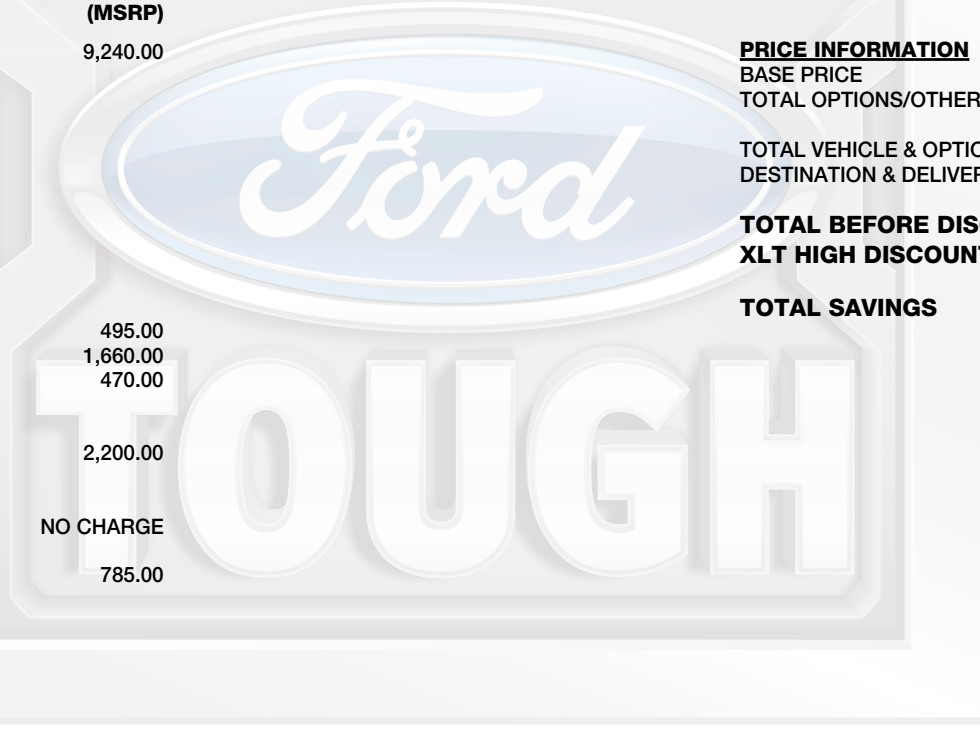 (MSRP)
9,240.00
495.00
1,660.00
470.00
2,200.00
NO CHARGE
785.00
PRICE INFORMATION
BASE PRICE
TOTAL OPTIONS/OTHER
TOTAL VEHICLE & OPTIO
DESTINATION & DELIVER
TOTAL BEFORE DIS
XLT HIGH DISCOUNT
TOTAL SAVINGS
Ford
TOUGH